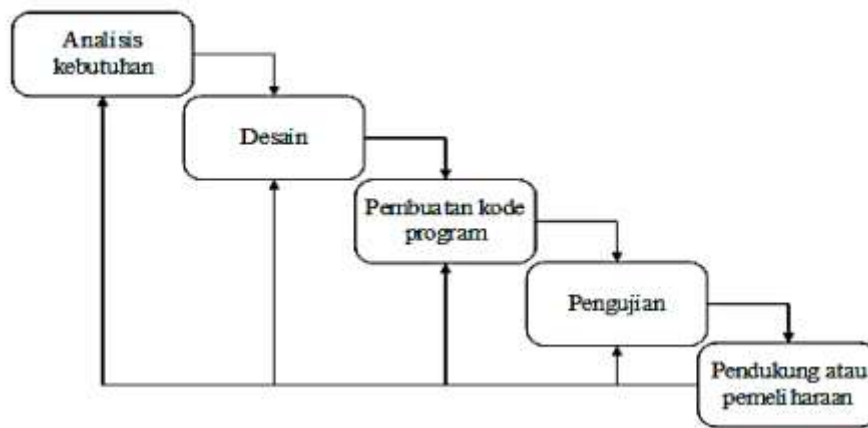 Analisis
kebutuhan
Desain
Pembuatan kode
program
Pengujian
Pendukung atau
pemeliharaan